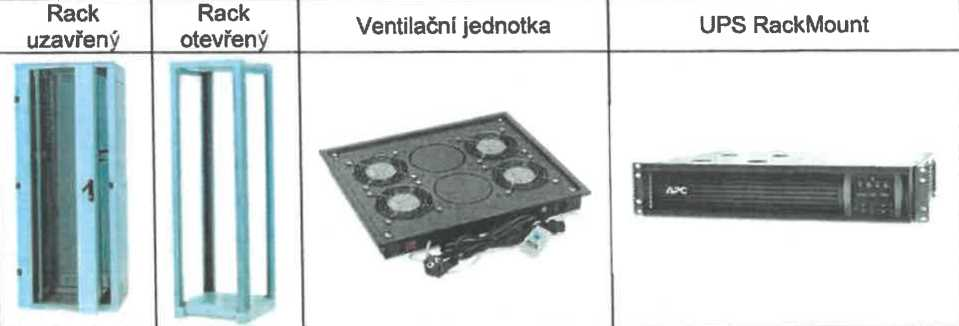 Rack
uzavřený
Rack
otevřený
Ventilační jednotka
UPS RackMount
APC